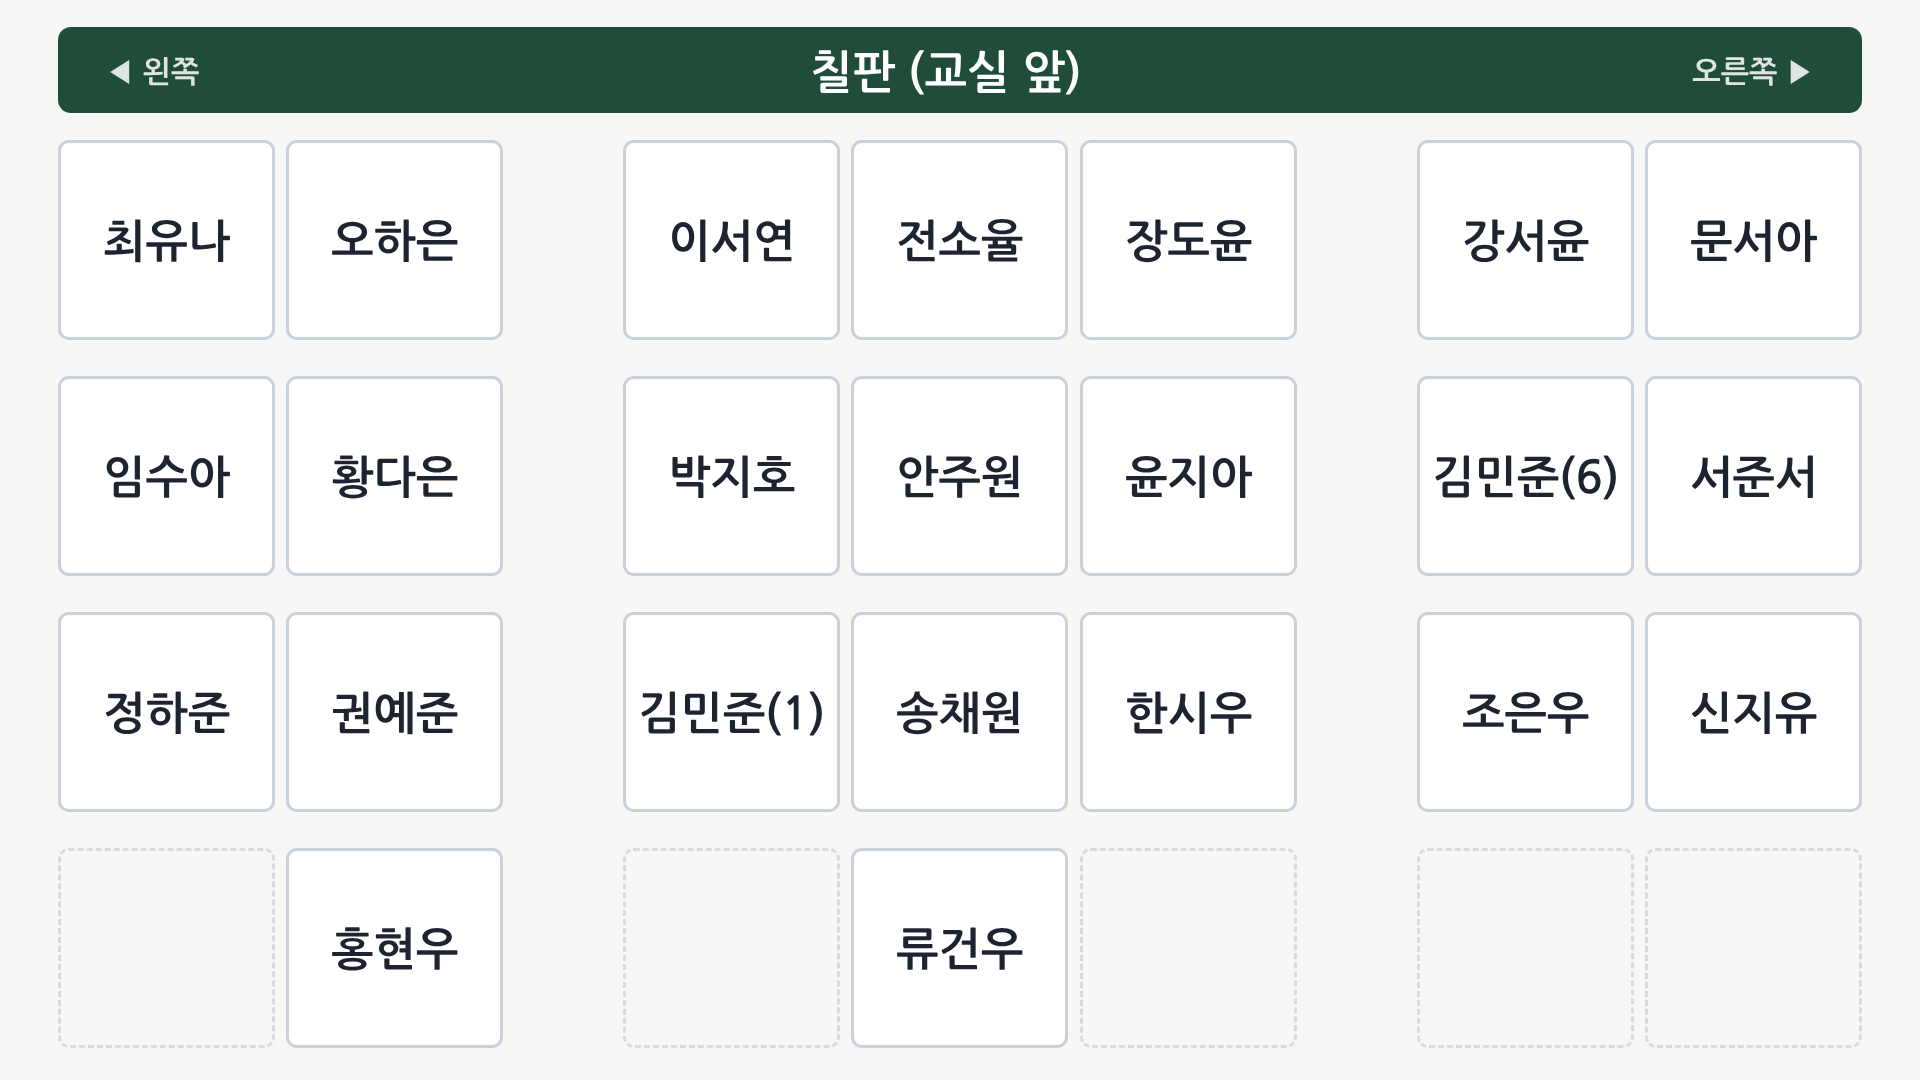 ◀ 왼쪽 칠판 (교실 앞) 오른쪽 ▶
최유나 오하은 이서연 전소율 장도윤 강서윤 문서아
임수아 황다은 박지호 안주원 윤지아 김민준(6) 서준서
정하준 권예준 김민준(1) 송채원 한시우 조은우 신지유
홍현우 류건우